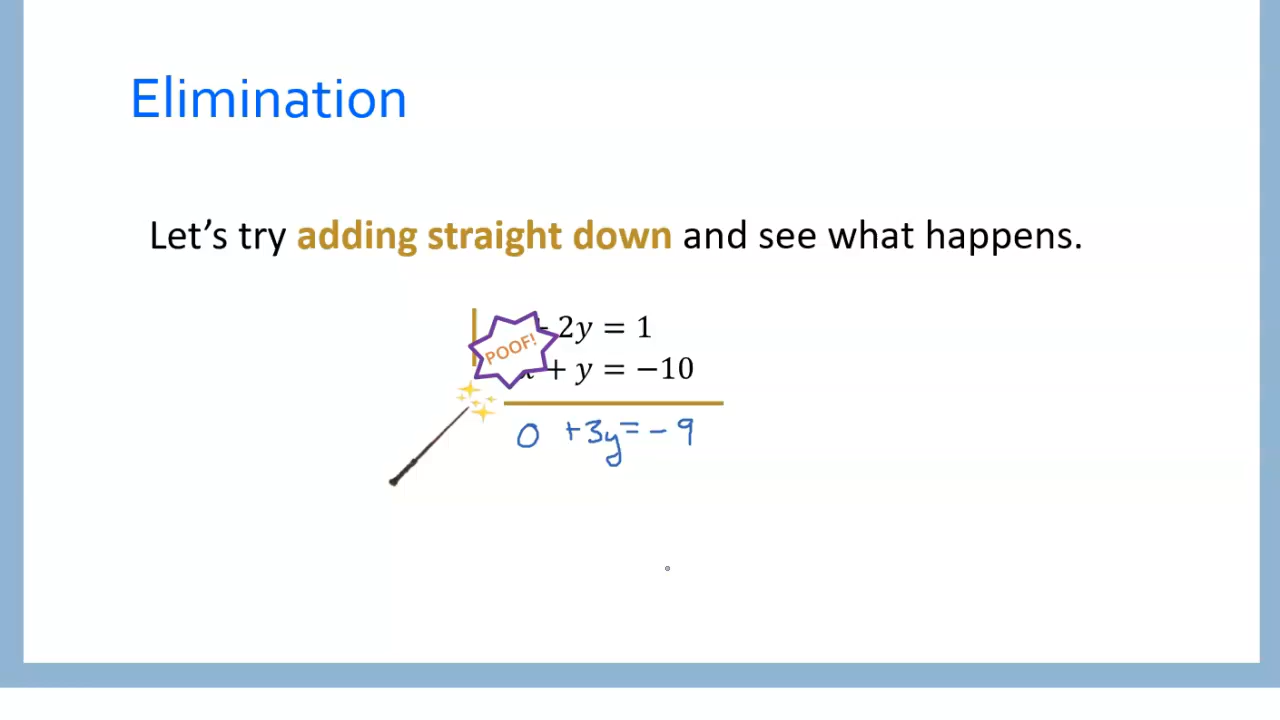 Elimination
Let's try adding straight down and see what happens.
2y = 1
POOF!
+ y = −10
0 +3y = - 9